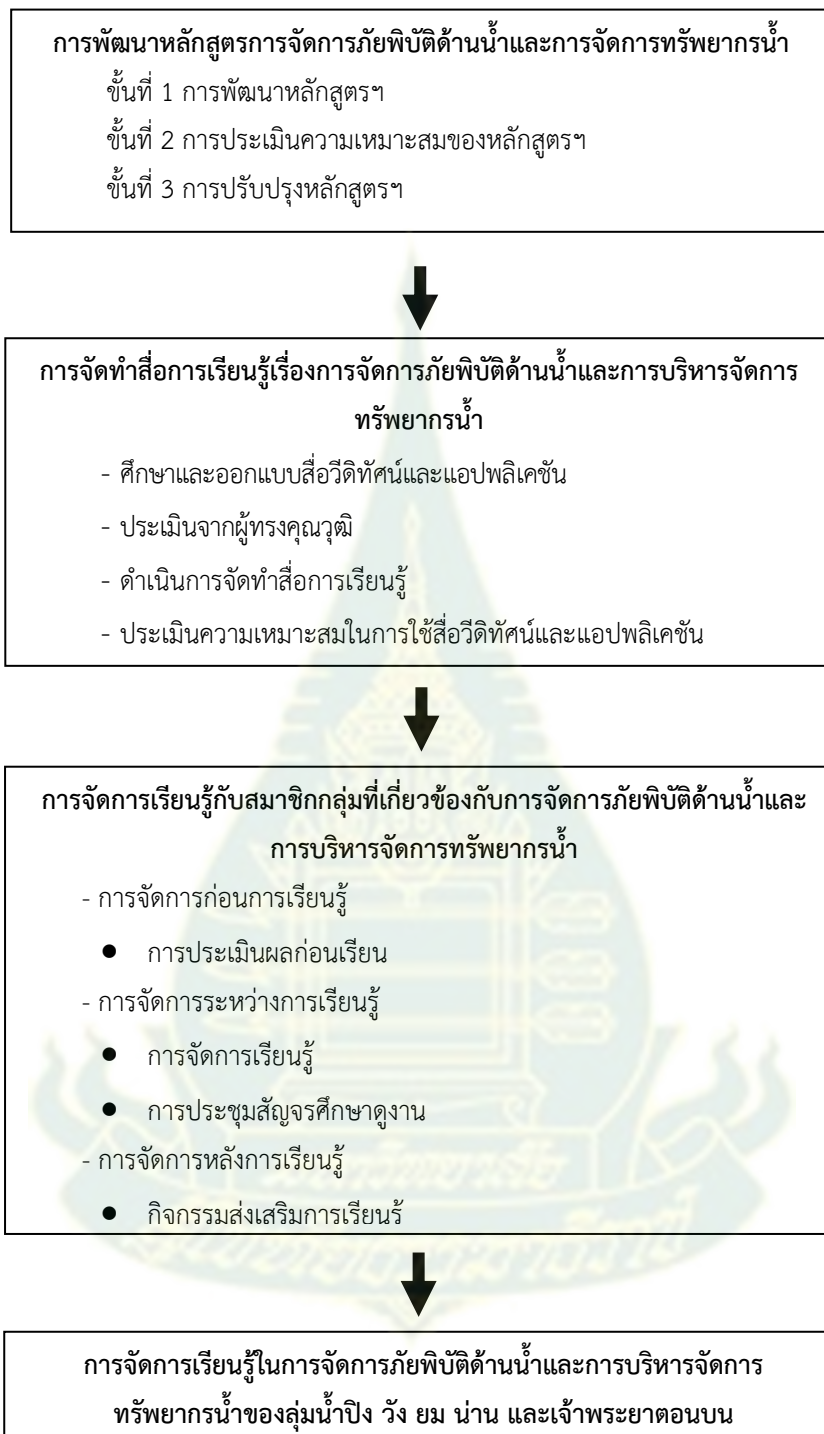 การพัฒนาหลักสูตรการจัดการภัยพิบัติด้านน้ำและการจัดการทรัพยากรน้ำ
ขั้นที่ 1 การพัฒนาหลักสูตรฯ
ขั้นที่ 2 การประเมินความเหมาะสมของหลักสูตรฯ
ขั้นที่ 3 การปรับปรุงหลักสูตรฯ
การจัดทำสื่อการเรียนรู้เรื่องการจัดการภัยพิบัติด้านน้ำและการบริหารจัดการ
ทรัพยากรน้ำ
- ศึกษาและออกแบบสื่อวีดิทัศน์และแอปพลิเคชัน
- ประเมินจากผู้ทรงคุณวุฒิ
- ดำเนินการจัดทำสื่อการเรียนรู้
- ประเมินความเหมาะสมในการใช้สื่อวีดิทัศน์และแอปพลิเคชัน
การจัดการเรียนรู้กับสมาชิกกลุ่มที่เกี่ยวข้องกับการจัดการภัยพิบัติด้านน้ำและ
การบริหารจัดการทรัพยากรน้ำ
- การจัดการก่อนการเรียนรู้
● การประเมินผลก่อนเรียน
- การจัดการระหว่างการเรียนรู้
● การจัดการเรียนรู้
● การประชุมสัญจรศึกษาดูงาน
- การจัดการหลังการเรียนรู้
● กิจกรรมส่งเสริมการเรียนร้
การจัดการเรียนรู้ในการจัดการภัยพิบัติด้านน้ำและการบริหารจัดการ
ทรัพยากรน้ำของลุ่มน้ำปิง วัง ยม น่าน และเจ้าพระยาตอนบน